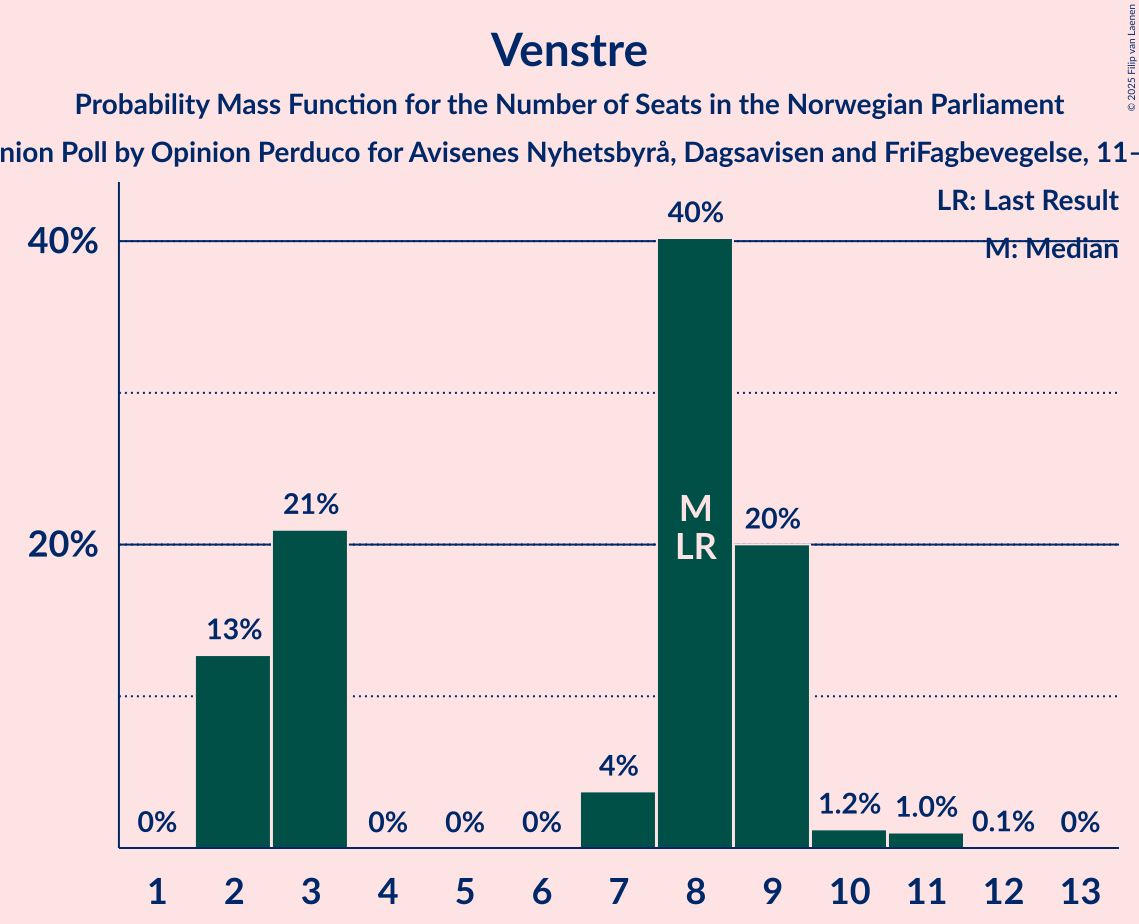 Venstre
Probability Mass Function for the Number of Seats in the Norwegian Parliament
Poll by Opinion Perduco for Avisenes Nyhetsbyrå, Dagsavisen and FriFagbevegelse, 11–
© 2025 Filip van Laenen
LR: Last Result
M: Median
40%
20%
0%
13%
21%
0%
0%
0%
4%
40%
M
LR
20%
1.2%
1.0%
0.1%
0%
1 2 3 4 5 6 7 8 9 10 11 12 13